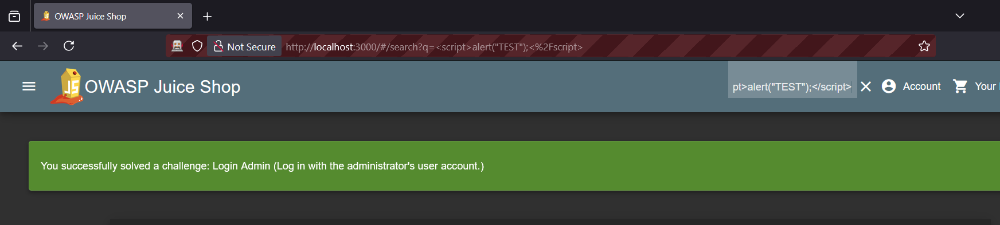 OWASP Juice Shop
Not Secure http://localhost:3000/#/search?q=<script>alert("TEST");<%2Fscript>
JS OWASP Juice Shop pt>alert("TEST");</script> Account Your
You successfully solved a challenge: Login Admin (Log in with the administrator's user account.)